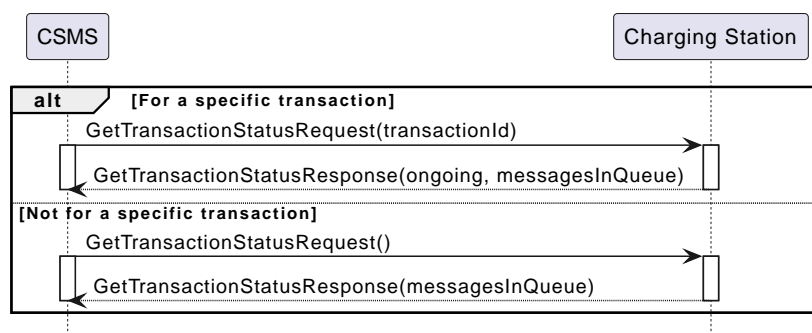 CSMS
Charging Station
alt
[For a specific transaction]
GetTransactionStatusRequest(transactionId)
GetTransactionStatusResponse(ongoing, messagesInQueue)
[Not for a specific transaction]
GetTransactionStatusRequest()
GetTransactionStatusResponse(messagesInQueue)